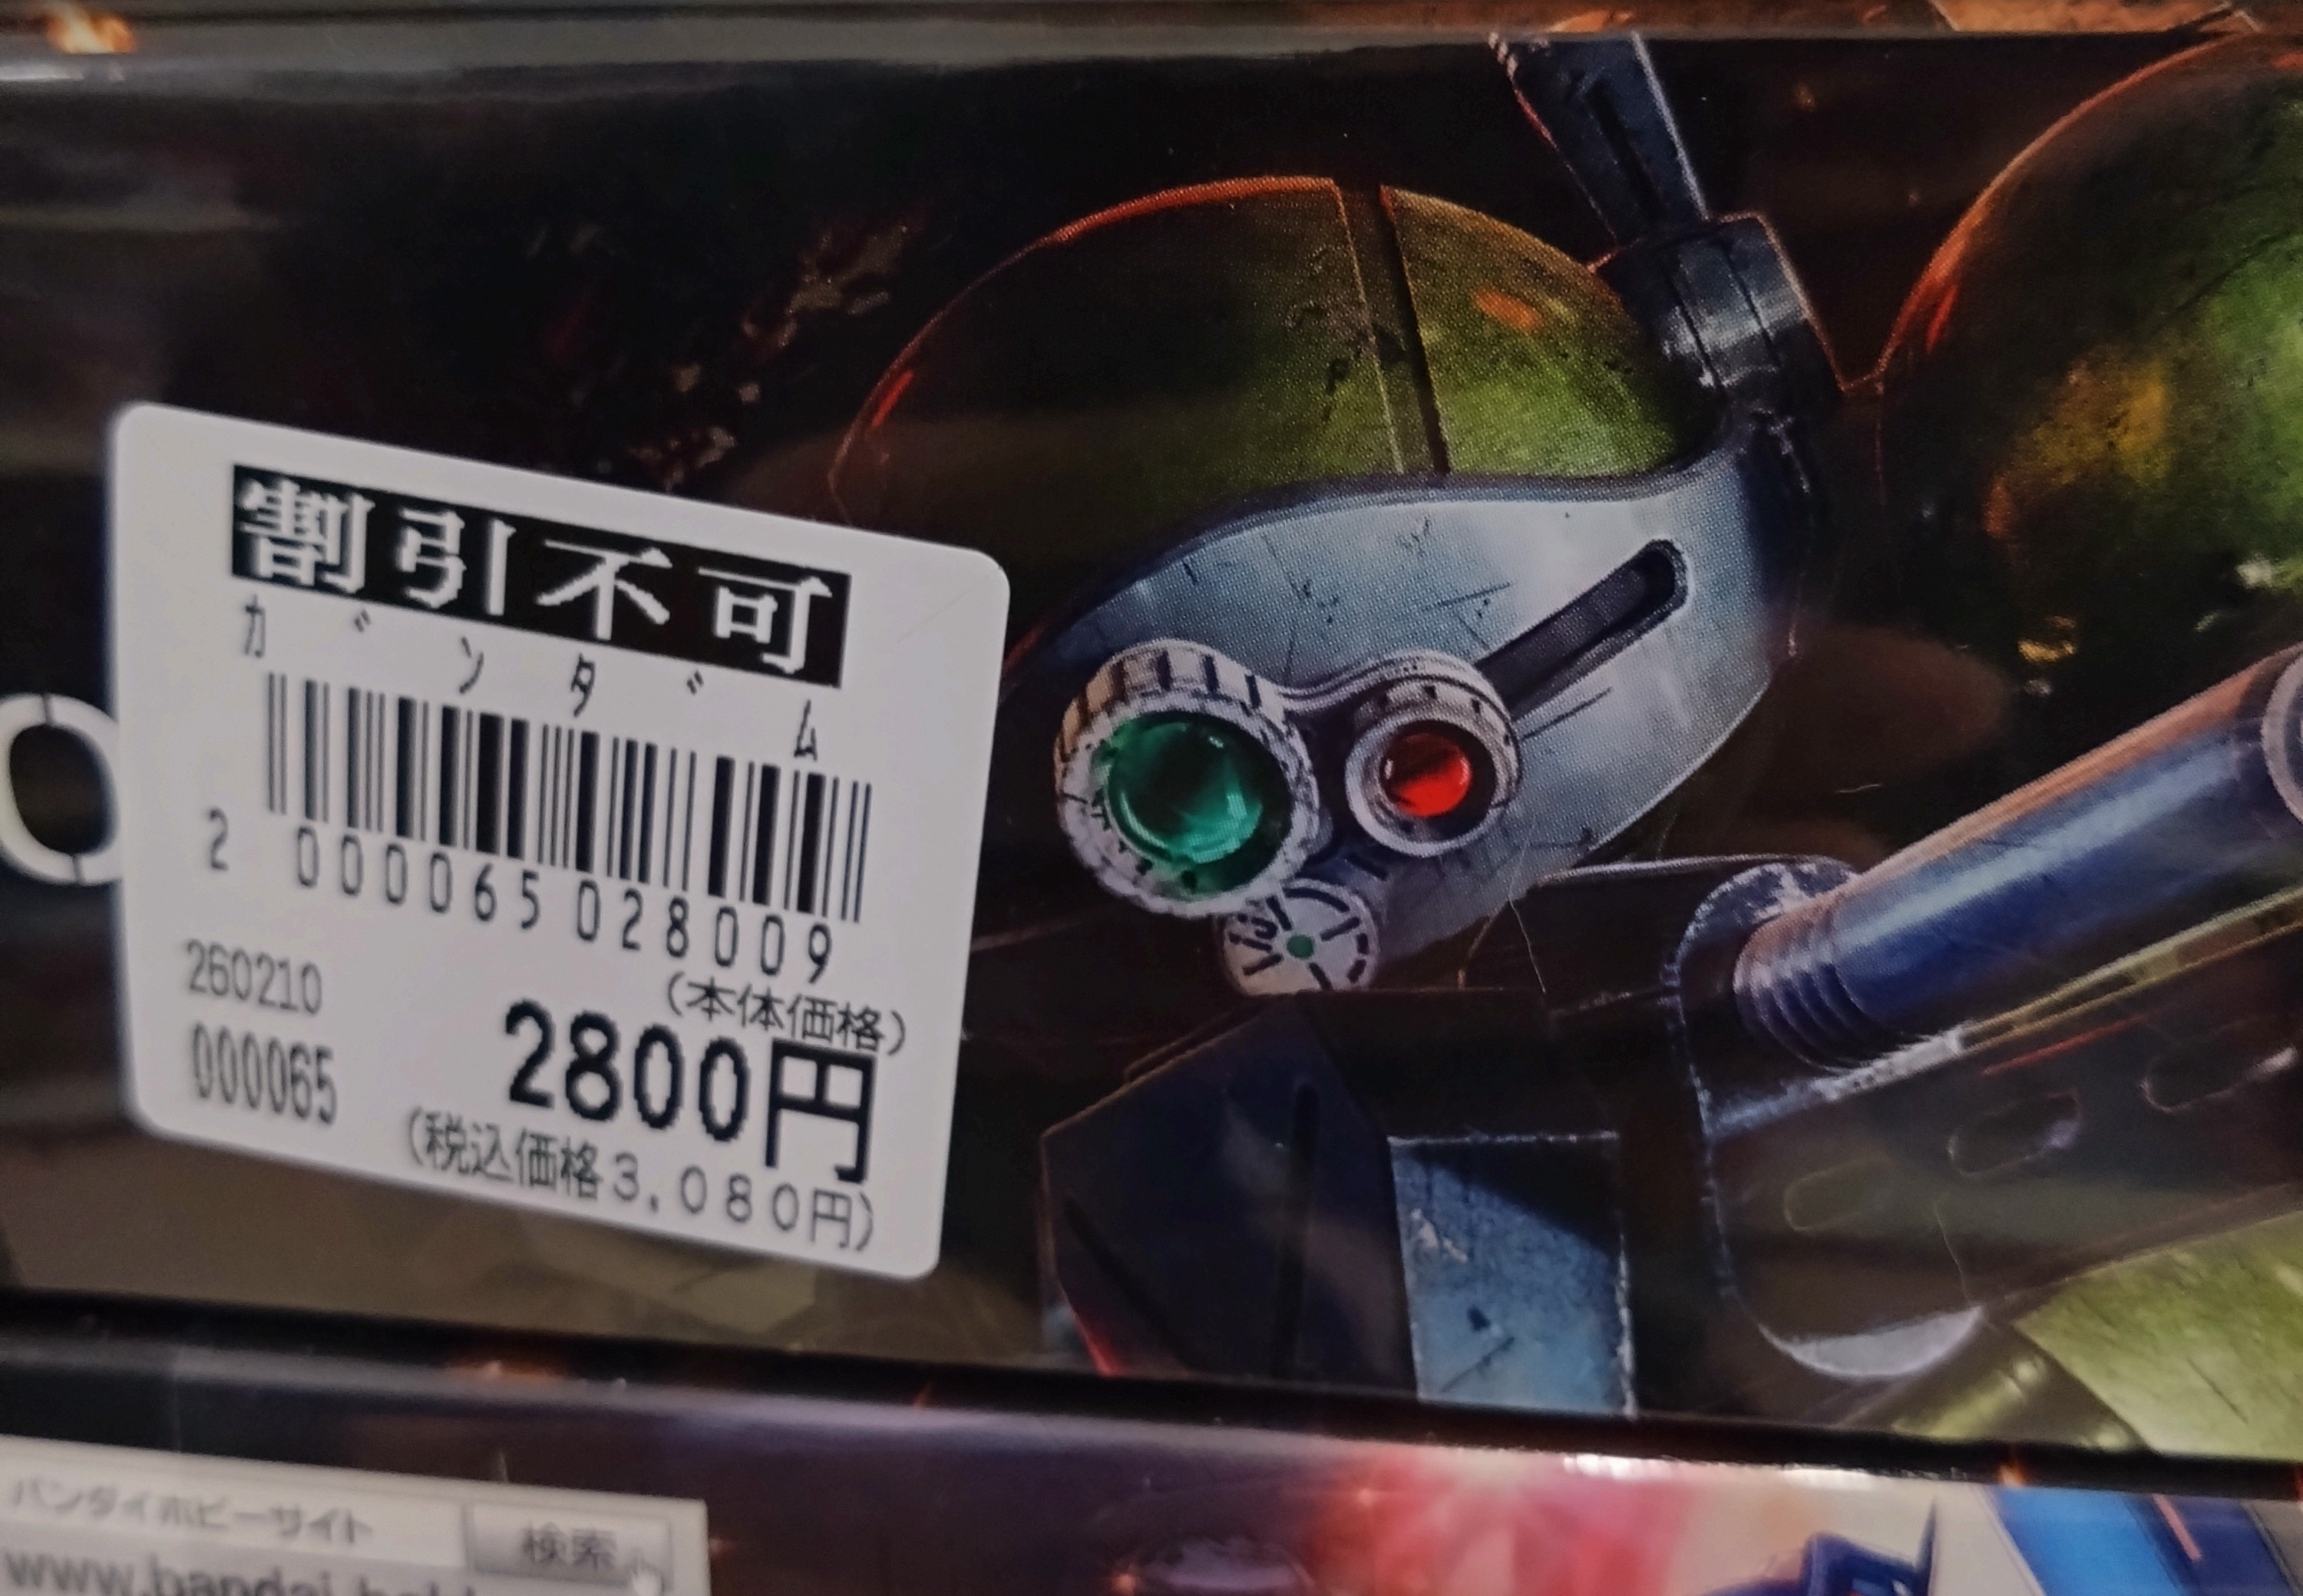 割引不可
ガンダム
2 000065 028009
260210
(本体価格)
000065
2800円
(税込価格3,080円)
O
バンダイホビーサイト
検索
www.bandai